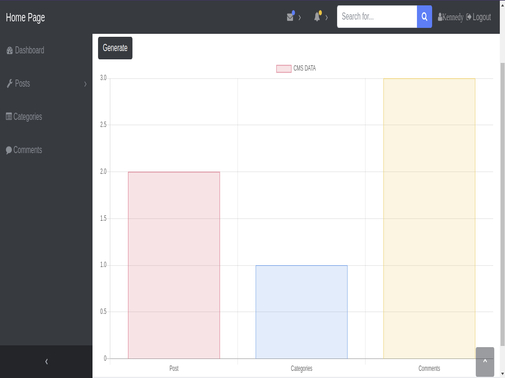 Home Page
Search for...
Kennedy Logout
Dashboard
Posts
Categories
Comments
Generate
CMS DATA
3.0
2.5
2.0
1.5
1.0
0.5
0
Post Categories Comments